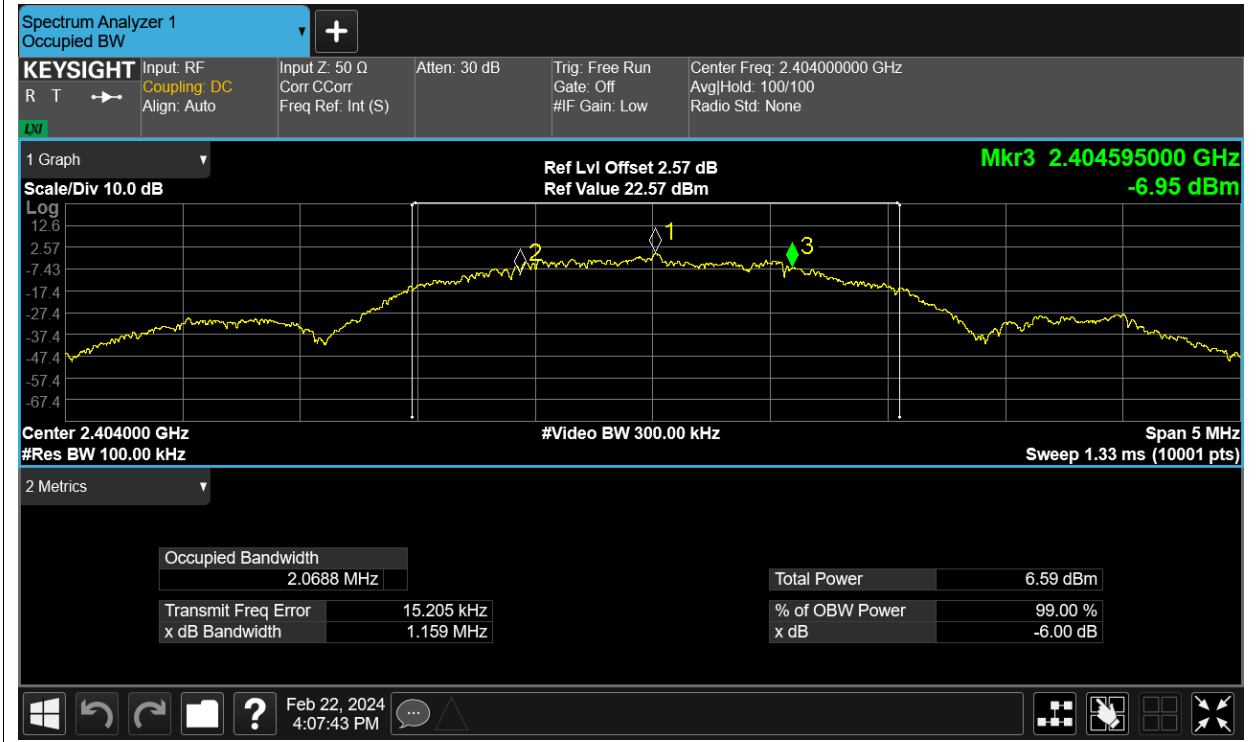 Spectrum Analyzer 1
Occupied BW
KEYSIGHT
R T
LXI
Input: RF
Coupling: DC
Align: Auto
Input Z: 50 Ω
Corr CCorr
Freq Ref: Int (S)
Atten: 30 dB
Trig: Free Run
Gate: Off
#IF Gain: Low
Center Freq: 2.404000000 GHz
Avg|Hold: 100/100
Radio Std: None
1 Graph
Scale/Div 10.0 dB
Ref Lvl Offset 2.57 dB
Ref Value 22.57 dBm
Mkr3 2.404595000 GHz
-6.95 dBm
Log
12.6
2.57
-7.43
-17.4
-27.4
-37.4
-47.4
-57.4
-67.4
1
2
3
Center 2.404000 GHz
#Video BW 300.00 kHz
Span 5 MHz
#Res BW 100.00 kHz
Sweep 1.33 ms (10001 pts)
2 Metrics
Occupied Bandwidth
2.0688 MHz
Total Power 6.59 dBm
Transmit Freq Error 15.205 kHz
% of OBW Power 99.00 %
x dB Bandwidth 1.159 MHz
x dB -6.00 dB
?
Feb 22, 2024
4:07:43 PM